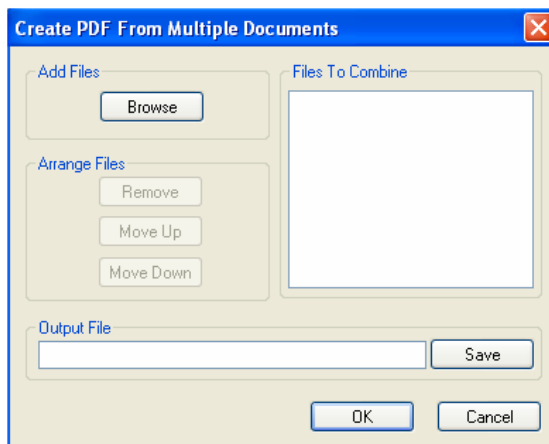 Create PDF From Multiple Documents
Add Files
Browse
Files To Combine
Arrange Files
Remove
Move Up
Move Down
Output File
Save
OK
Cancel